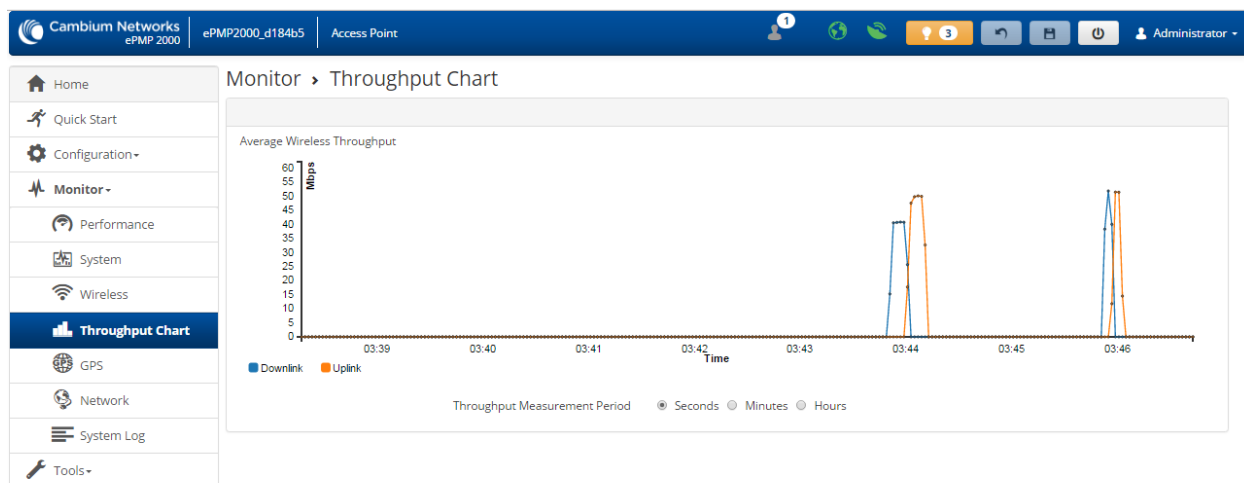 Cambium Networks
ePMP 2000
ePMP2000_d184b5
Access Point
1
3
Administrator
Home
Quick Start
Configuration
Monitor
Performance
System
Wireless
Throughput Chart
GPS
Network
System Log
Tools
Monitor > Throughput Chart
Average Wireless Throughput
Mbps
60
55
50
45
40
35
30
25
20
15
10
5
0
03:39 03:40 03:41 03:42 03:43 03:44 03:45 03:46
Time
Downlink Uplink
Throughput Measurement Period Seconds Minutes Hours